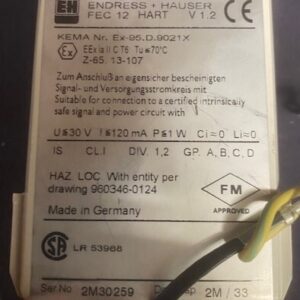 E+H
ENDRESS + HAUSER
FEC 12 HART V 1.2
KEMA Nr. Ex-95.D.9021X
Ex EEx ia II C T6 Tu≤70°C
Z-65. 13-107
Zum Anschluß an eigensicher bescheinigten
Signal- und Versorgungsstromkreis mit
Suitable for connection to a certified intrinsically
safe signal and power circuit with
U≤30 V I≤120 mA P≤1 W Ci≈0 Li≈0
IS CL.I DIV. 1,2 GP. A, B, C, D
HAZ. LOC. With entity per
drawing 960346-0124
FM
APPROVED
Made in Germany
SA
LR 53988
Ser No 2M30259 2M / 33